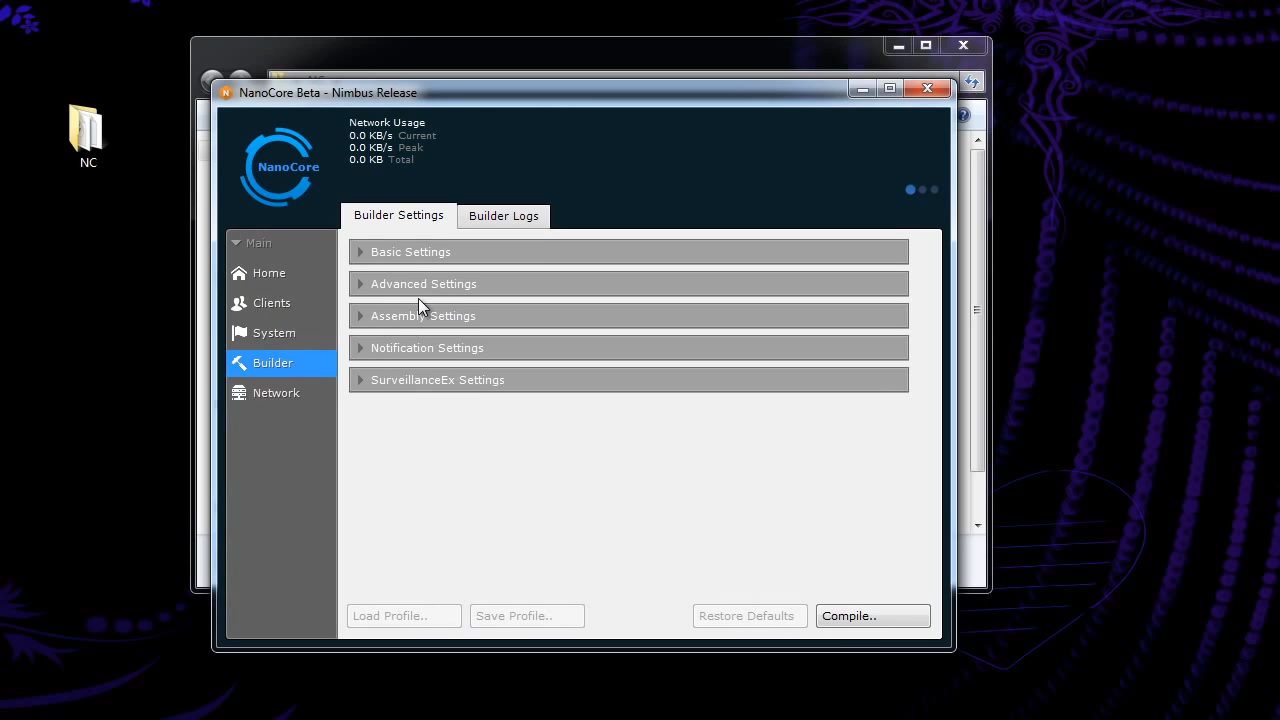 NC
NanoCore Beta - Nimbus Release
Network Usage
0.0 KB/s Current
0.0 KB/s Peak
0.0 KB Total
NanoCore
Builder Settings
Builder Logs
Main
Home
Clients
System
Builder
Network
Basic Settings
Advanced Settings
Assembly Settings
Notification Settings
SurveillanceEx Settings
Load Profile..
Save Profile..
Restore Defaults
Compile..